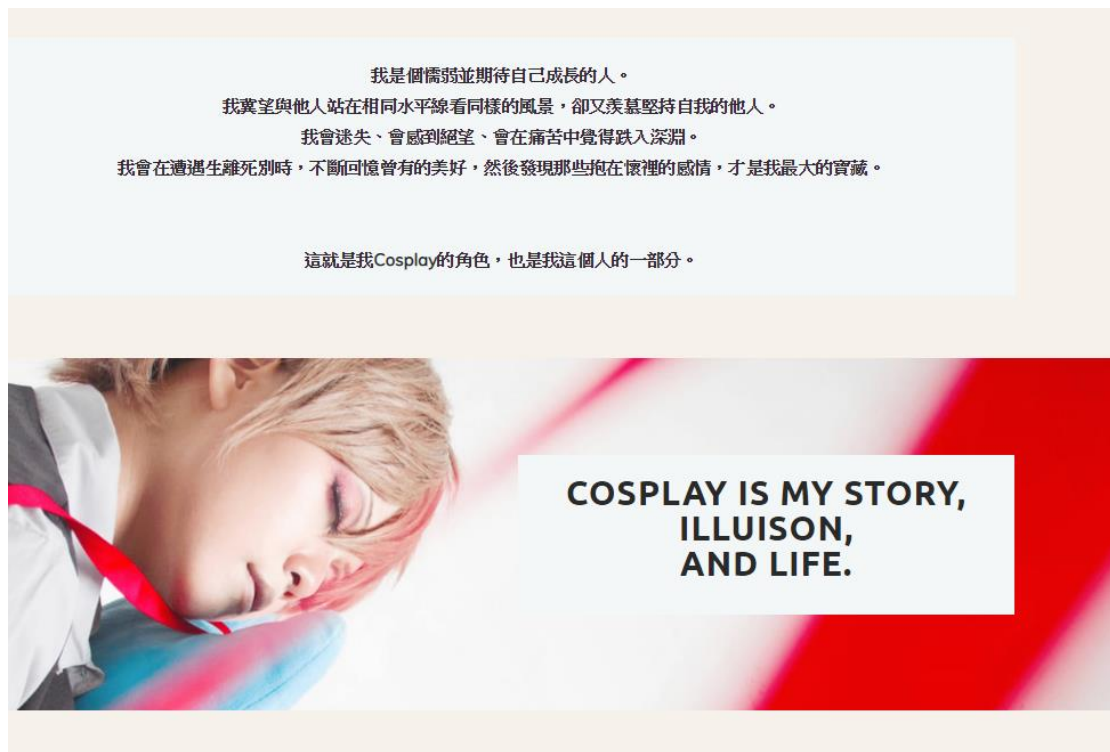 我是個懦弱並期待自己成長的人。
我冀望與他人站在相同水平線看同樣的風景，卻又羨慕堅持自我的他人。
我會迷失、會感到絕望、會在痛苦中覺得跌入深淵。
我會在遭遇生離死別時，不斷回憶曾有的美好，然後發現那些抱在懷裡的感情，才是我最大的寶藏。
這就是我Cosplay的角色，也是我這個人的一部分。
COSPLAY IS MY STORY,
ILLUISON,
AND LIFE.